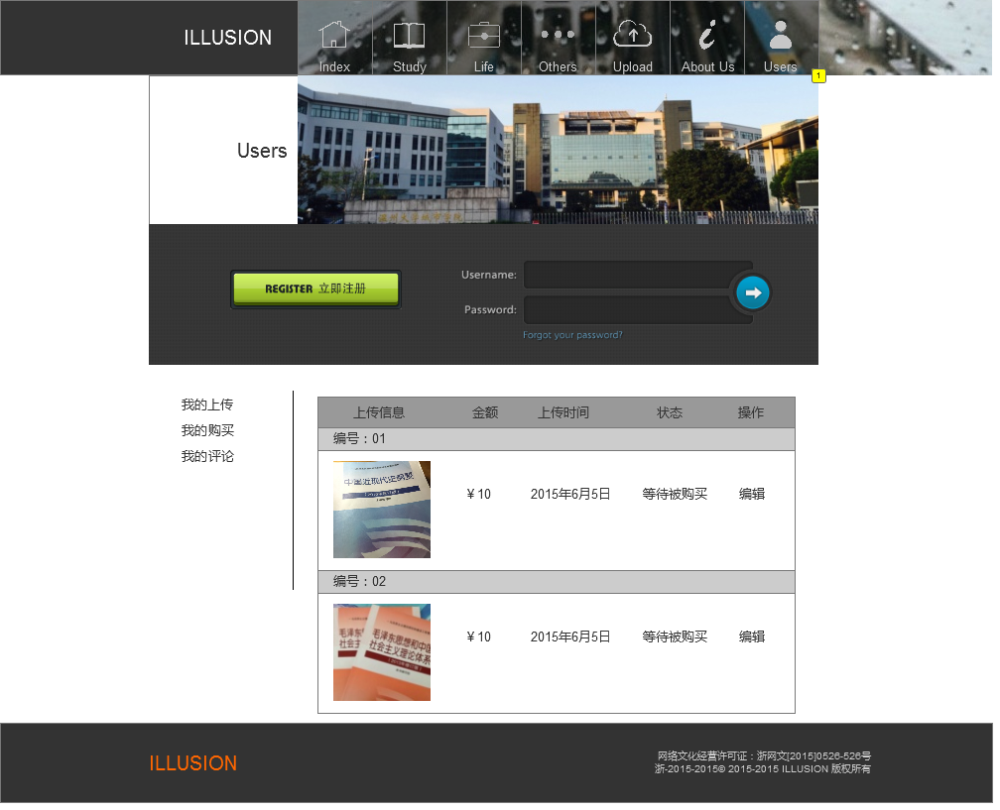 ILLUSION
Index
Study
Life
Others
Upload
About Us
Users
1
Users
REGISTER 立即注册
Username:
Password:
Forgot your password?
我的上传
我的购买
我的评论
上传信息 金额 上传时间 状态 操作
编号：01
中国近现代史纲要
¥ 10 2015年6月5日 等待被购买 编辑
编号：02
毛泽东思想和中国
社会主义理论体系
¥ 10 2015年6月5日 等待被购买 编辑
ILLUSION
网络文化经营许可证：浙网文[2015]0526-526号
浙-2015-2015© 2015-2015 ILLUSION 版权所有